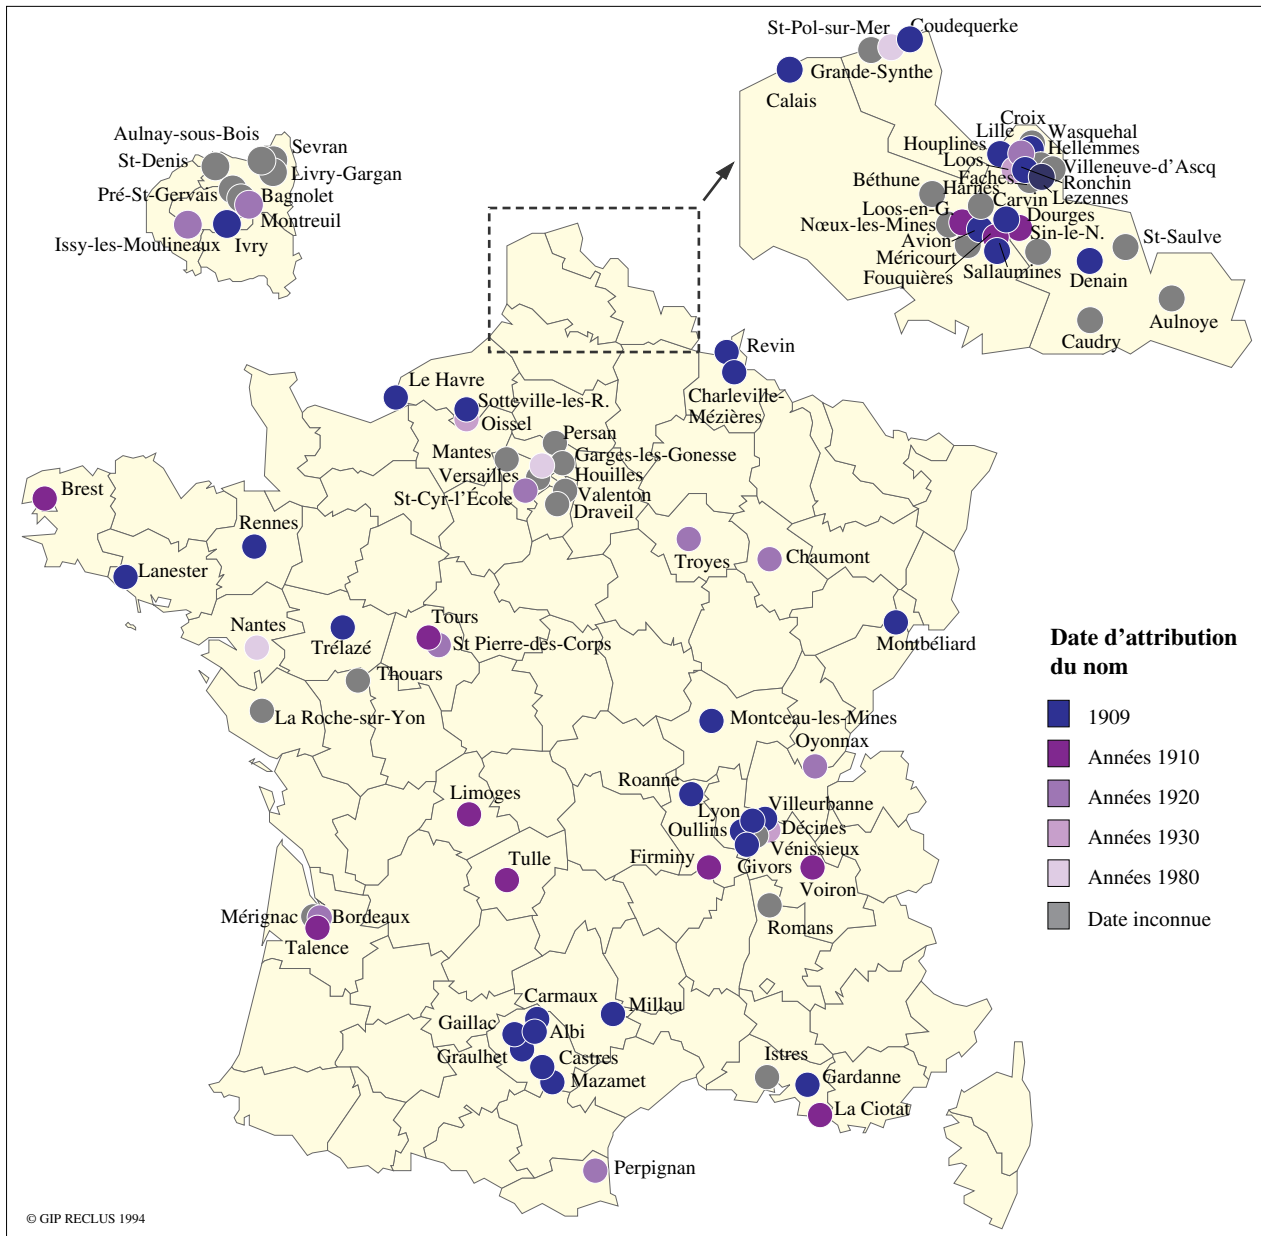 St-Pol-sur-Mer
Coudequerke
Grande-Synthe
Calais
Croix
Lille
Wasquehal
Houplines
Hellemmes
Loos
Villeneuve-d'Ascq
Faches
Ronchin
Béthune
Harnes
Lezennes
Carvin
Loos-en-G.
Dourges
Nœux-les-Mines
Sin-le-N.
Avion
St-Saulve
Méricourt
Sallaumines
Fouquières
Denain
Aulnoye
Caudry
Aulnay-sous-Bois
Sevran
St-Denis
Livry-Gargan
Pré-St-Gervais
Bagnolet
Montreuil
Issy-les-Moulineaux
Ivry
Revin
Le Havre
Charleville-
Mézières
Sotteville-les-R.
Oissel
Persan
Mantes
Garges-les-Gonesse
Versailles
Houilles
St-Cyr-l'École
Valenton
Draveil
Brest
Rennes
Troyes
Chaumont
Lanester
Nantes
Trélazé
Tours
St Pierre-des-Corps
Montbéliard
Thouars
La Roche-sur-Yon
Montceau-les-Mines
Oyonnax
Roanne
Limoges
Lyon
Villeurbanne
Oullins
Décines
Vénissieux
Tulle
Firminy
Givors
Voiron
Mérignac
Bordeaux
Romans
Talence
Carmaux
Millau
Gaillac
Albi
Graulhet
Castres
Mazamet
Istres
Gardanne
La Ciotat
Perpignan
Date d'attribution
du nom
1909
Années 1910
Années 1920
Années 1930
Années 1980
Date inconnue
© GIP RECLUS 1994